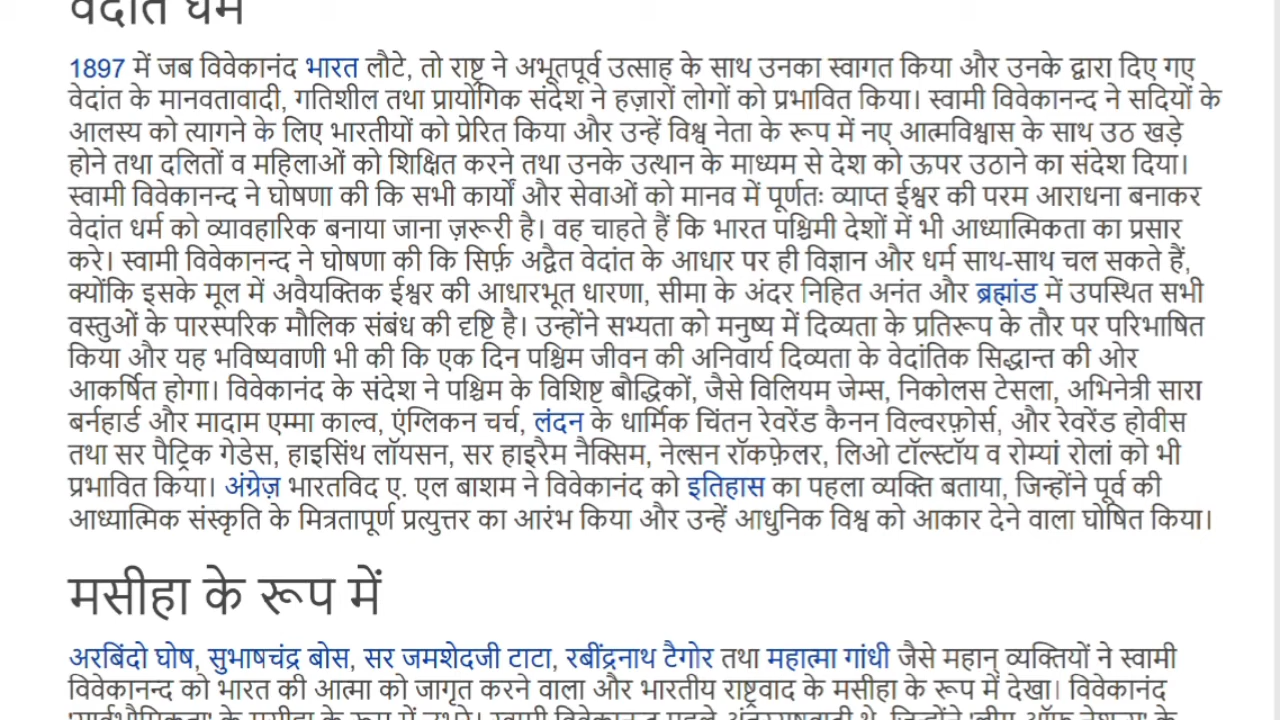 वेदांत धर्म
1897 में जब विवेकानंद भारत लौटे, तो राष्ट्र ने अभूतपूर्व उत्साह के साथ उनका स्वागत किया और उनके द्वारा दिए गए
वेदांत के मानवतावादी, गतिशील तथा प्रायोगिक संदेश ने हज़ारों लोगों को प्रभावित किया। स्वामी विवेकानन्द ने सदियों के
आलस्य को त्यागने के लिए भारतीयों को प्रेरित किया और उन्हें विश्व नेता के रूप में नए आत्मविश्वास के साथ उठ खड़े
होने तथा दलितों व महिलाओं को शिक्षित करने तथा उनके उत्थान के माध्यम से देश को ऊपर उठाने का संदेश दिया।
स्वामी विवेकानन्द ने घोषणा की कि सभी कार्यों और सेवाओं को मानव में पूर्णतः व्याप्त ईश्वर की परम आराधना बनाकर
वेदांत धर्म को व्यावहारिक बनाया जाना ज़रूरी है। वह चाहते हैं कि भारत पश्चिमी देशों में भी आध्यात्मिकता का प्रसार
करे। स्वामी विवेकानन्द ने घोषणा की कि सिर्फ़ अद्वैत वेदांत के आधार पर ही विज्ञान और धर्म साथ-साथ चल सकते हैं,
क्योंकि इसके मूल में अवैयक्तिक ईश्वर की आधारभूत धारणा, सीमा के अंदर निहित अनंत और ब्रह्मांड में उपस्थित सभी
वस्तुओं के पारस्परिक मौलिक संबंध की दृष्टि है। उन्होंने सभ्यता को मनुष्य में दिव्यता के प्रतिरूप के तौर पर परिभाषित
किया और यह भविष्यवाणी भी की कि एक दिन पश्चिम जीवन की अनिवार्य दिव्यता के वेदांतिक सिद्धान्त की ओर
आकर्षित होगा। विवेकानंद के संदेश ने पश्चिम के विशिष्ट बौद्धिकों, जैसे विलियम जेम्स, निकोलस टेसला, अभिनेत्री सारा
बर्नहार्ड और मादाम एम्मा काल्व, एंग्लिकन चर्च, लंदन के धार्मिक चिंतन रेवरेंड कैनन विल्वरफ़ोर्स, और रेवरेंड होवीस
तथा सर पैट्रिक गेडेस, हाइसिंथ लॉयसन, सर हाइरैम नैक्सिम, नेल्सन रॉकफ़ेलर, लिओ टॉल्स्टॉय व रोम्यां रोलां को भी
प्रभावित किया। अंग्रेज़ भारतविद ए. एल बाशम ने विवेकानंद को इतिहास का पहला व्यक्ति बताया, जिन्होंने पूर्व की
आध्यात्मिक संस्कृति के मित्रतापूर्ण प्रत्युत्तर का आरंभ किया और उन्हें आधुनिक विश्व को आकार देने वाला घोषित किया।
मसीहा के रूप में
अरबिंदो घोष, सुभाषचंद्र बोस, सर जमशेदजी टाटा, रबींद्रनाथ टैगोर तथा महात्मा गांधी जैसे महान् व्यक्तियों ने स्वामी
विवेकानन्द को भारत की आत्मा को जागृत करने वाला और भारतीय राष्ट्रवाद के मसीहा के रूप में देखा। विवेकानंद